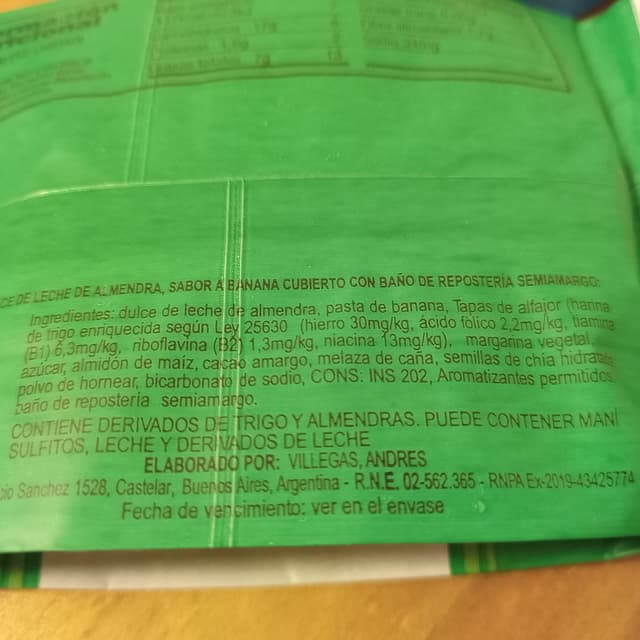 17g
7g
CE DE LECHE DE ALMENDRA, SABOR A BANANA CUBIERTO CON BAÑO DE REPOSTERÍA SEMIAMARGO:
Ingredientes: dulce de leche de almendra, pasta de banana, Tapas de alfajor (harina
de trigo enriquecida según Ley 25630 (hierro 30mg/kg, ácido fólico 2,2mg/kg, tiamina
(B1) 6,3mg/kg, riboflavina (B2) 1,3mg/kg, niacina 13mg/kg), margarina vegetal,
azúcar, almidón de maíz, cacao amargo, melaza de caña, semillas de chía hidratada
polvo de hornear, bicarbonato de sodio, CONS: INS 202, Aromatizantes permitidos
baño de repostería semiamargo.
CONTIENE DERIVADOS DE TRIGO Y ALMENDRAS. PUEDE CONTENER MANÍ
SULFITOS, LECHE Y DERIVADOS DE LECHE
ELABORADO POR: VILLEGAS, ANDRES
Sanchez 1528, Castelar, Buenos Aires, Argentina - R.N.E. 02-562.365 - RNPA Ex-2019-43425774
Fecha de vencimiento: ver en el envase